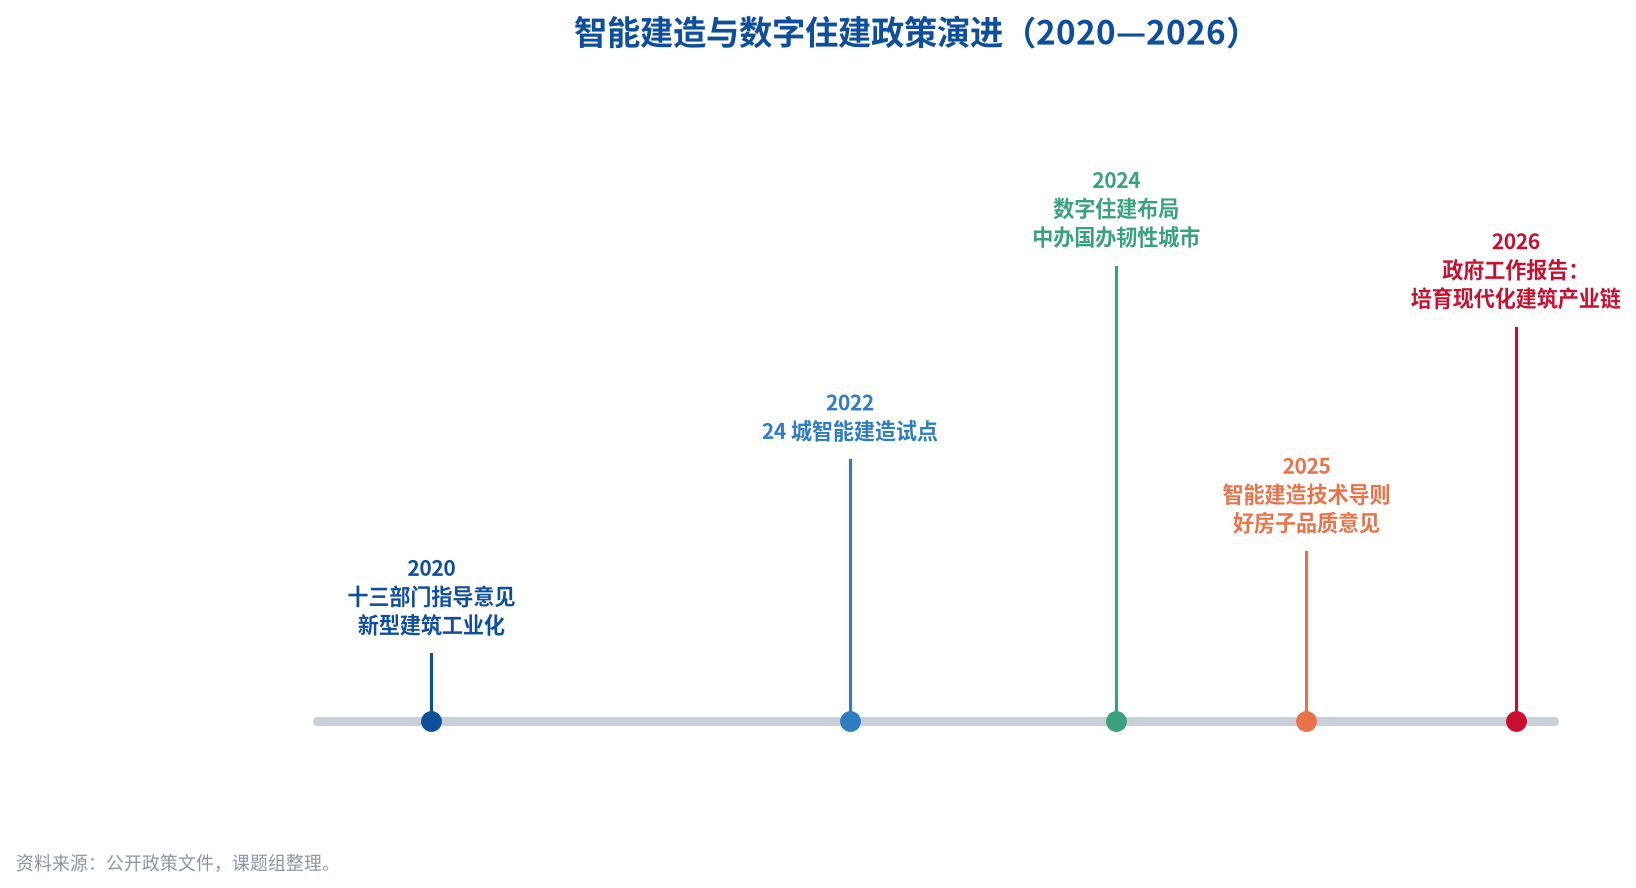 智能建造与数字住建政策演进（2020—2026）
2020
十三部门指导意见
新型建筑工业化
2022
24 城智能建造试点
2024
数字住建布局
中办国办韧性城市
2025
智能建造技术导则
好房子品质意见
2026
政府工作报告：
培育现代化建筑产业链
资料来源：公开政策文件，课题组整理。